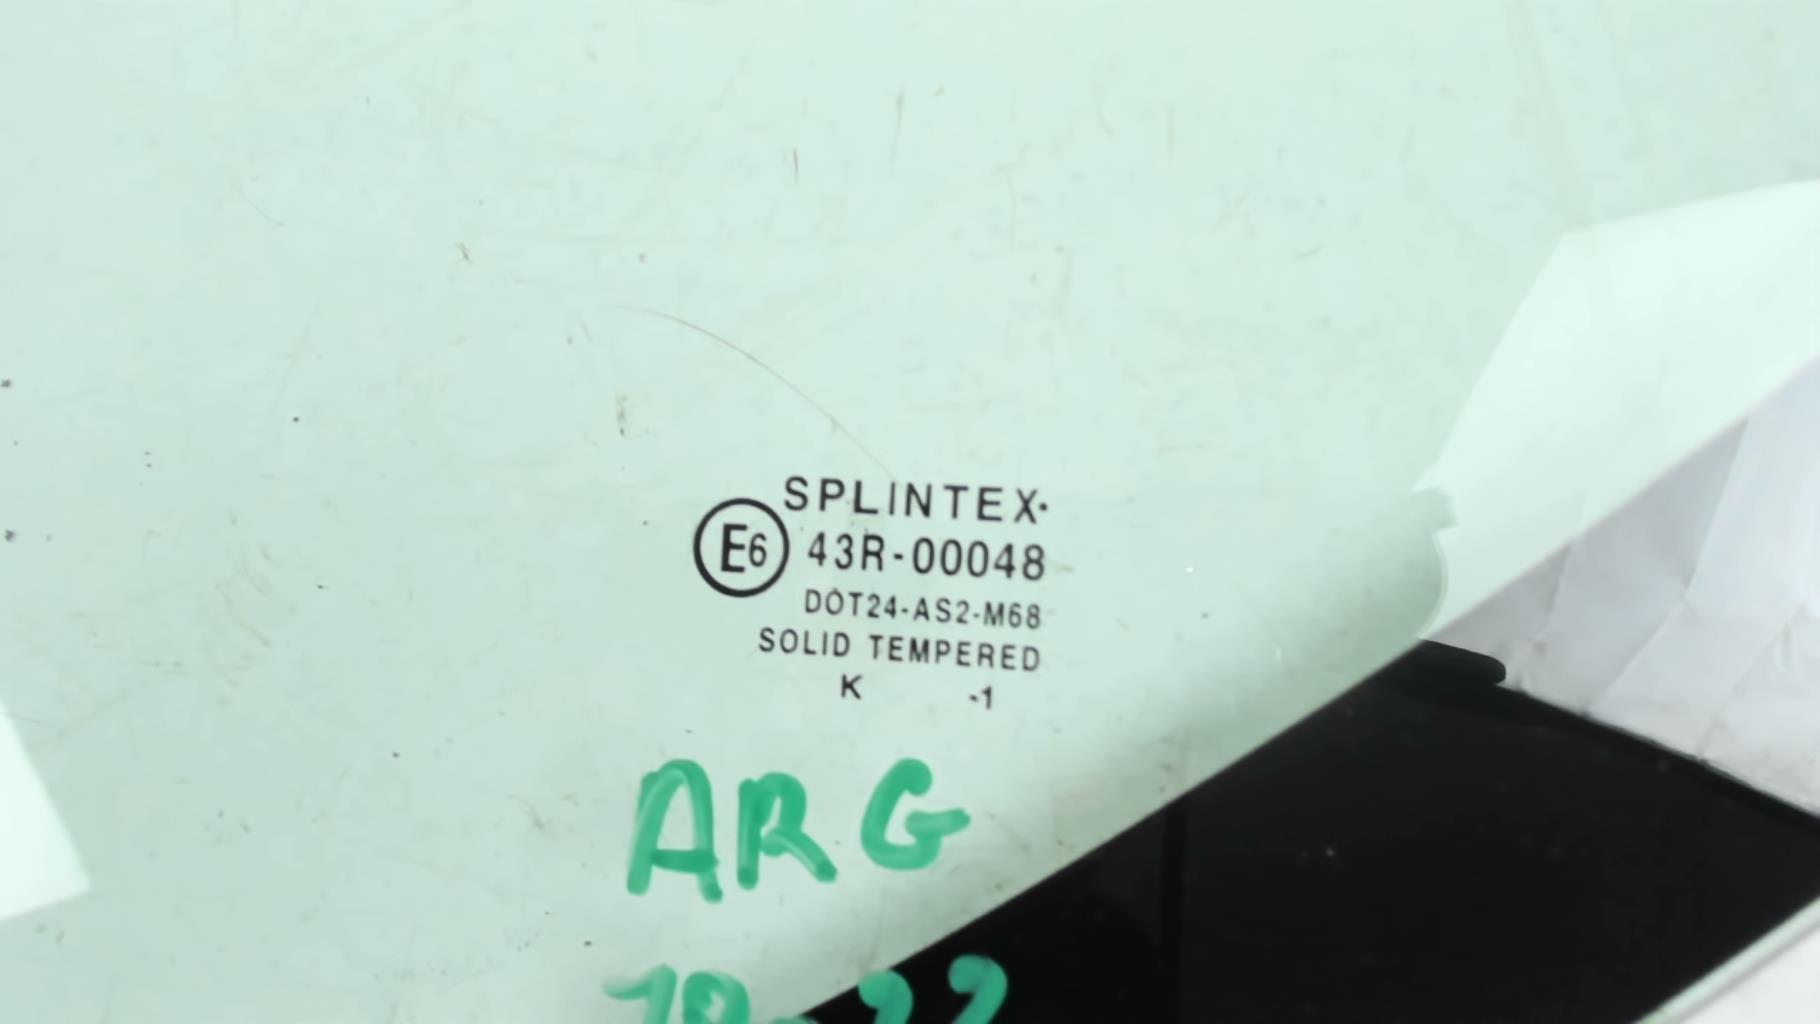 SPLINTEX.
E6 43R-00048
DOT24-AS2-M68
SOLID TEMPERED
K -1
ARG